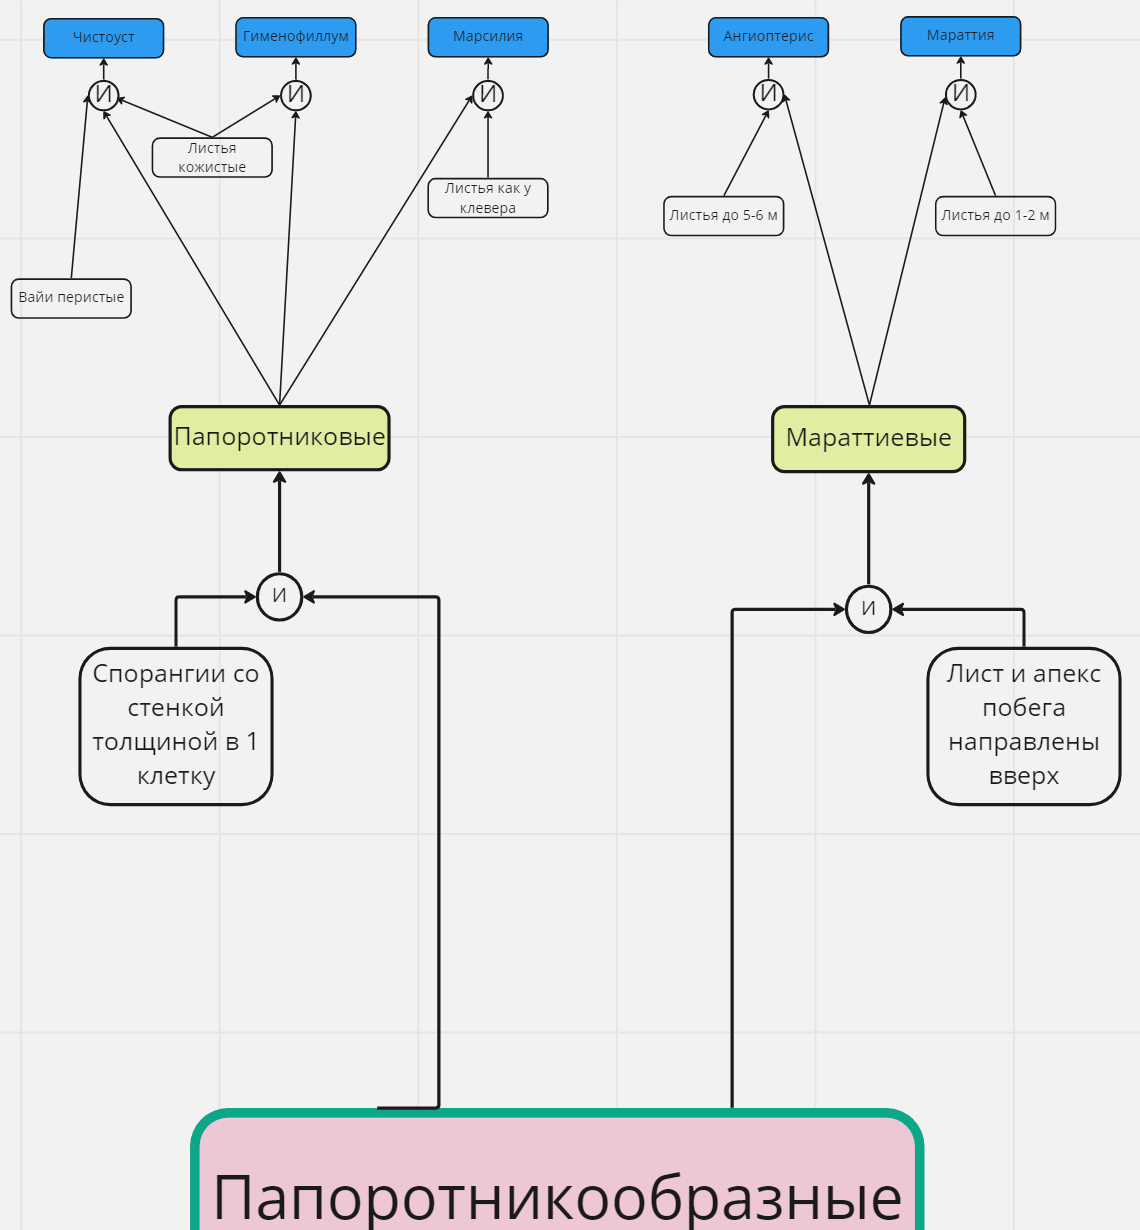 Чистоуст
Гименофиллум
Марсилия
Ангиоптерис
Мараттия
И
И
И
И
И
Листья
кожистые
Листья как у
клевера
Листья до 5-6 м
Листья до 1-2 м
Вайи перистые
Папоротниковые
Мараттиевые
И
И
Спорангии со
стенкой
толщиной в 1
клетку
Лист и апекс
побега
направлены
вверх
Папоротникообразные